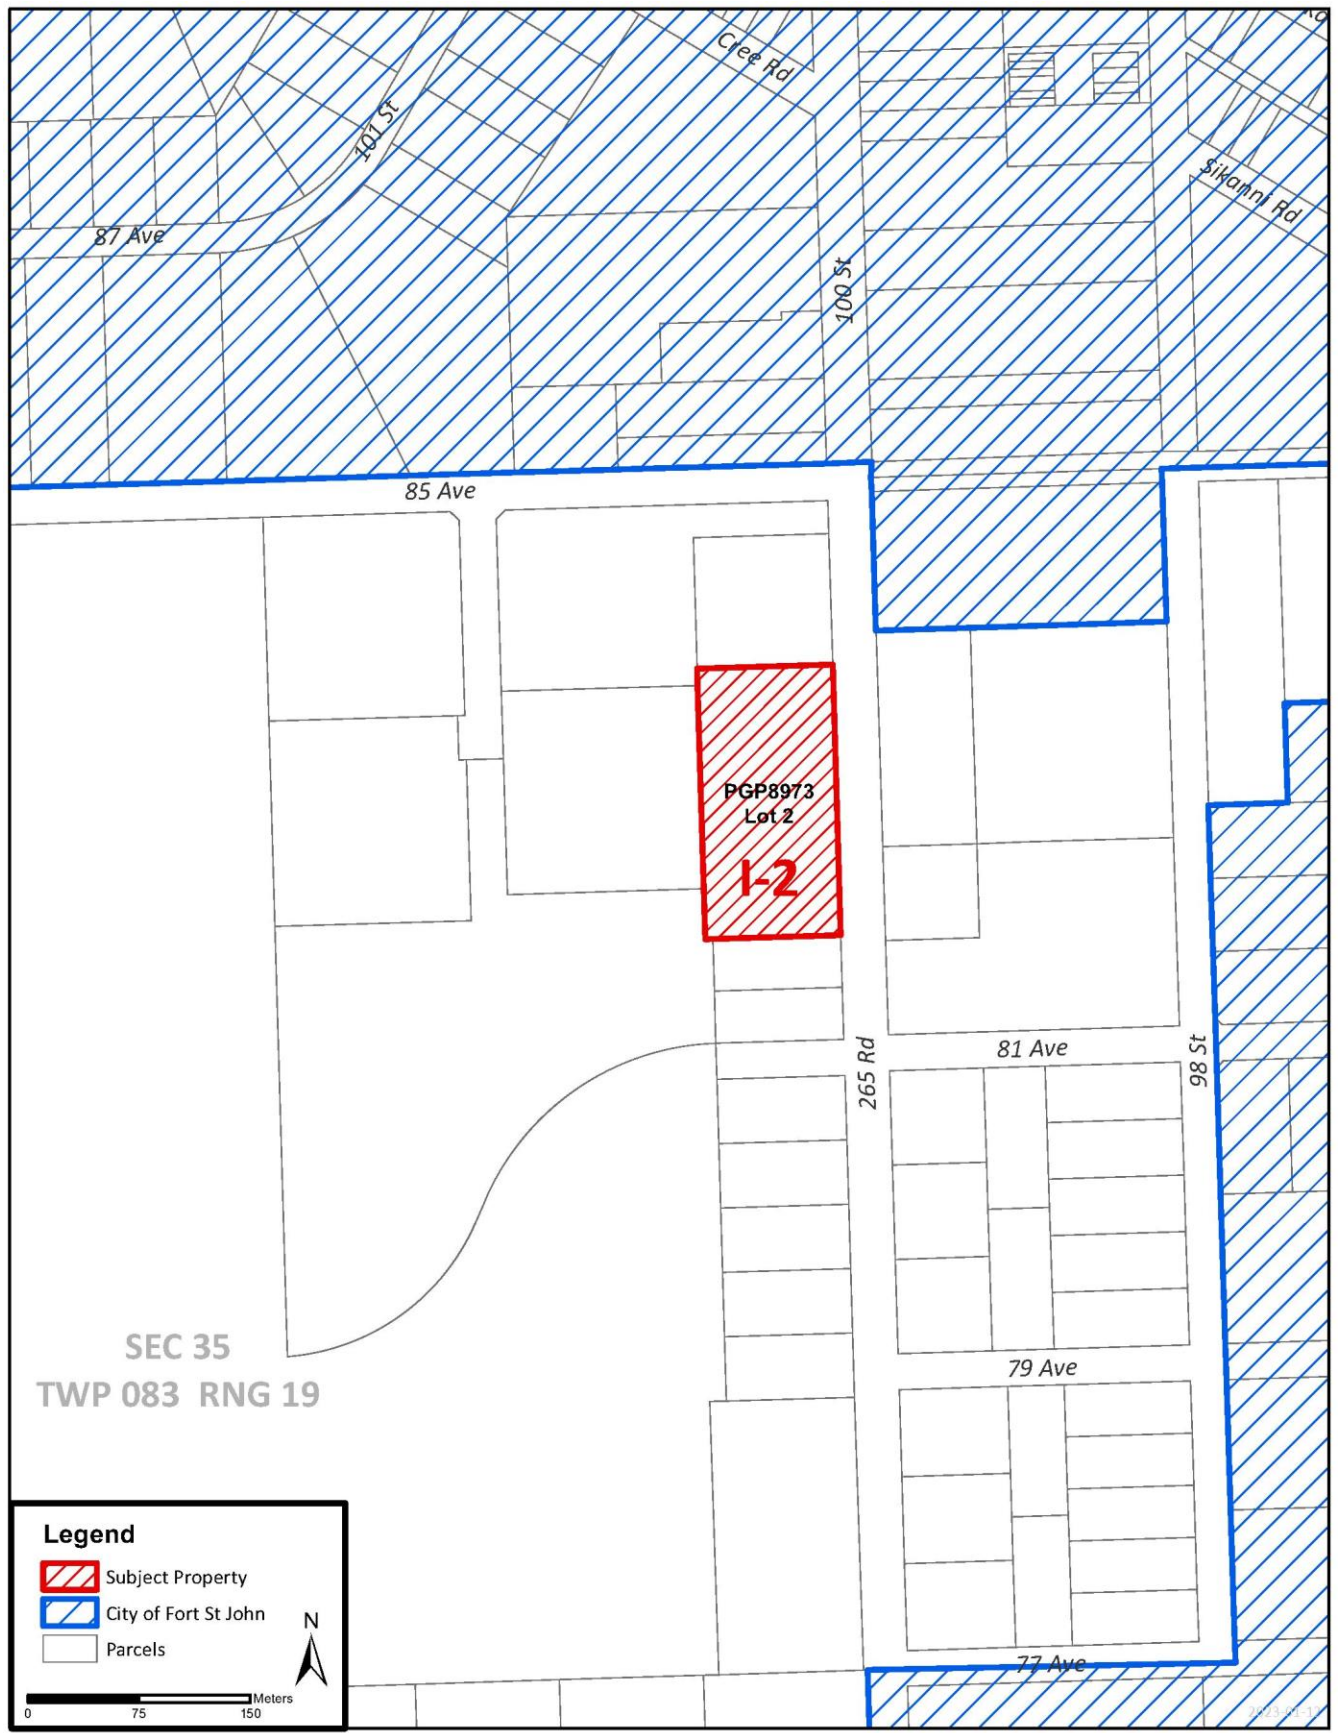 Cree Rd
101 St
Sikanni Rd
87 Ave
100 St
85 Ave
PGP8973
Lot 2
I-2
265 Rd
81 Ave
98 St
79 Ave
SEC 35
TWP 083 RNG 19
77 Ave
Legend
Subject Property
City of Fort St John
Parcels
N
Meters
0 75 150